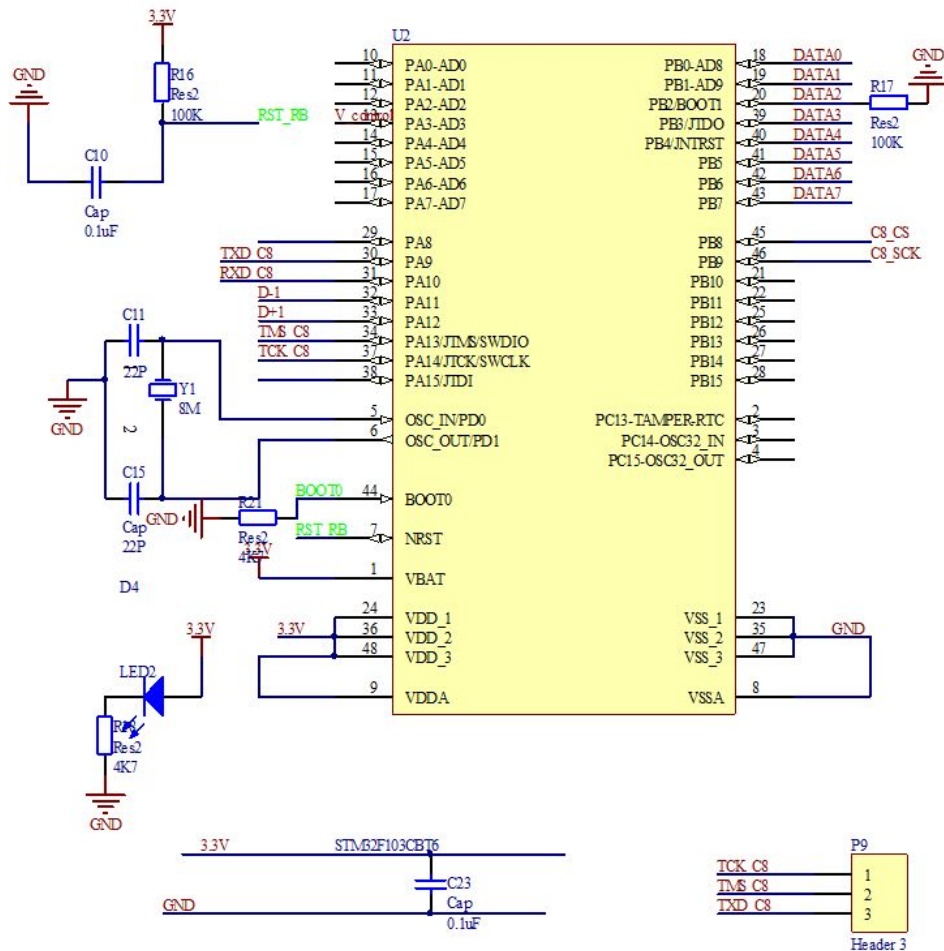 3.3V
GND
R16
Res2
100K
RST_RB
C10
Cap
0.1uF
U2
10 PA0-AD0
11 PA1-AD1
12 PA2-AD2
V_control PA3-AD3
14 PA4-AD4
15 PA5-AD5
16 PA6-AD6
17 PA7-AD7
29 PA8
TXD_C8 30 PA9
RXD_C8 31 PA10
D-1 32 PA11
D+1 33 PA12
TMS_C8 34 PA13/JTMS/SWDIO
TCK_C8 37 PA14/JTCK/SWCLK
38 PA15/JTDI
5 OSC_IN/PD0
6 OSC_OUT/PD1
BOOT0 44 BOOT0
RST_RB 7 NRST
3.3V 1 VBAT
24 VDD_1
3.3V 36 VDD_2
48 VDD_3
9 VDDA
PB0-AD8 18 DATA0
PB1-AD9 19 DATA1
PB2/BOOT1 20 DATA2
PB3/JTDO 39 DATA3
PB4/JNTRST 40 DATA4
PB5 41 DATA5
PB6 42 DATA6
PB7 43 DATA7
R17
Res2
100K
GND
PB8 45 C8_CS
PB9 46 C8_SCK
PB10 21
PB11 22
PB12 25
PB13 26
PB14 27
PB15 28
PC13-TAMPER-RTC 2
PC14-OSC32_IN 3
PC15-OSC32_OUT 4
VSS_1 23
VSS_2 35 GND
VSS_3 47
VSSA 8
C11
22P
Y1
8M
GND
2
C15
Cap
22P
GND
R21
Res2
D4
3.3V
LED2
Res2
4K7
GND
3.3V
STM32F103CBT6
C23
Cap
0.1uF
GND
P9
TCK_C8 1
TMS_C8 2
TXD_C8 3
Header 3